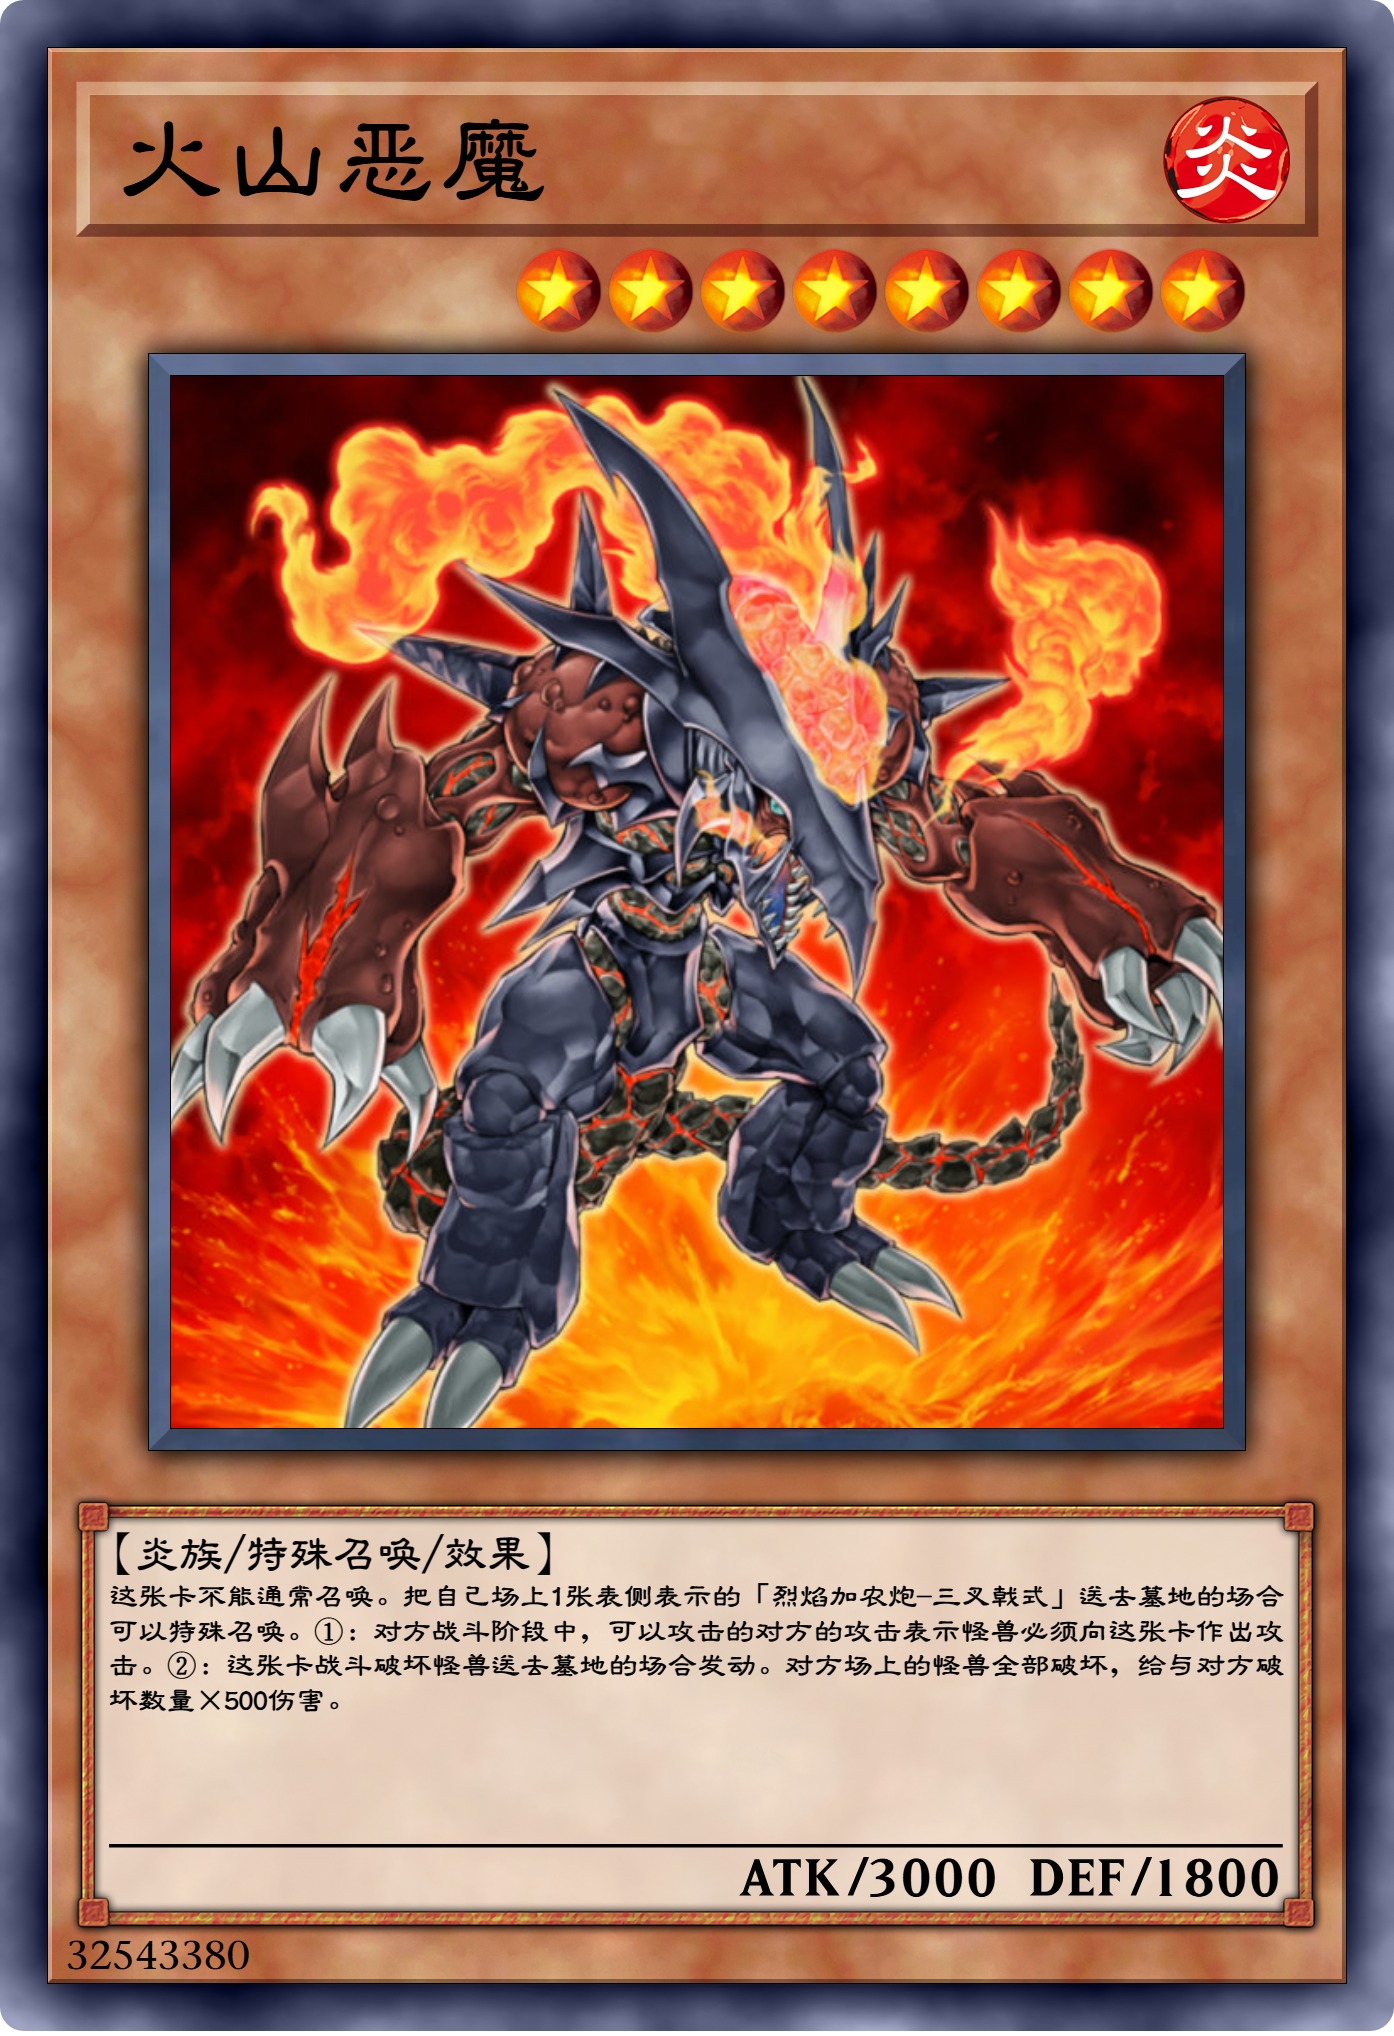 火山恶魔
炎
【炎族/特殊召唤/效果】
这张卡不能通常召唤。把自己场上1张表侧表示的「烈焰加农炮-三叉戟式」送去墓地的场合
可以特殊召唤。①：对方战斗阶段中，可以攻击的对方的攻击表示怪兽必须向这张卡作出攻
击。②：这张卡战斗破坏怪兽送去墓地的场合发动。对方场上的怪兽全部破坏，给与对方破
坏数量×500伤害。
ATK/3000 DEF/1800
32543380